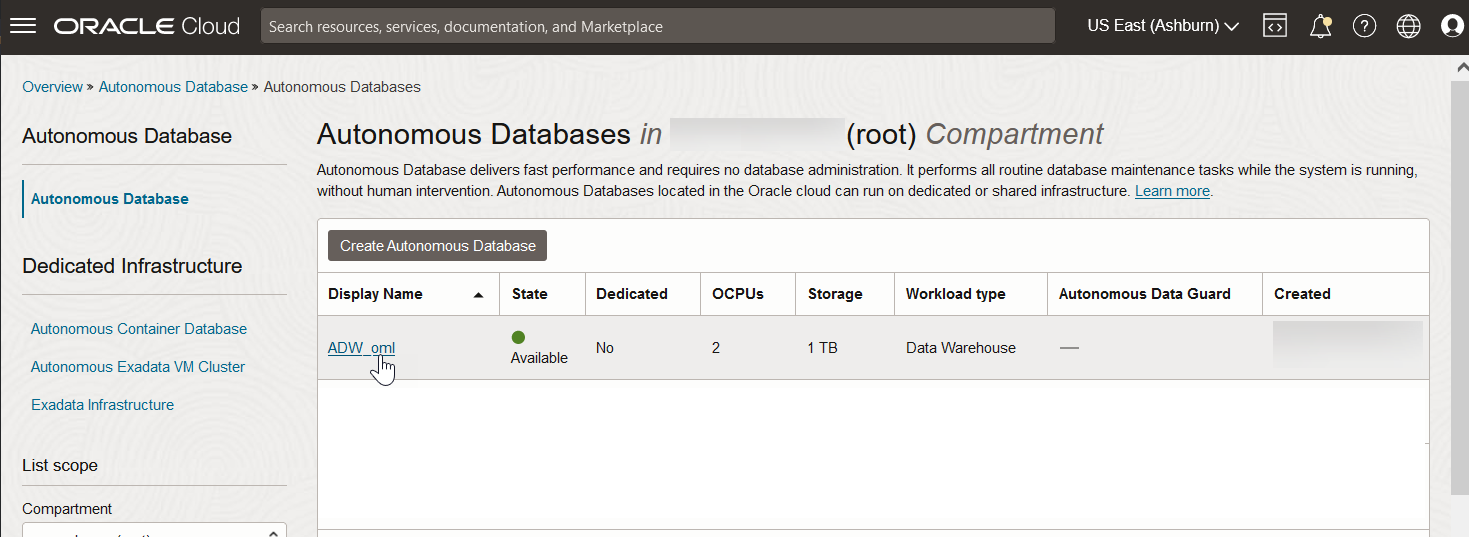 ORACLE Cloud
Search resources, services, documentation, and Marketplace
US East (Ashburn)
Overview » Autonomous Database » Autonomous Databases
Autonomous Database
Autonomous Database
Dedicated Infrastructure
Autonomous Container Database
Autonomous Exadata VM Cluster
Exadata Infrastructure
List scope
Compartment
Autonomous Databases in (root) Compartment
Autonomous Database delivers fast performance and requires no database administration. It performs all routine database maintenance tasks while the system is running,
without human intervention. Autonomous Databases located in the Oracle cloud can run on dedicated or shared infrastructure. Learn more.
Create Autonomous Database
Display Name State Dedicated OCPUs Storage Workload type Autonomous Data Guard Created
ADW_oml Available No 2 1 TB Data Warehouse —